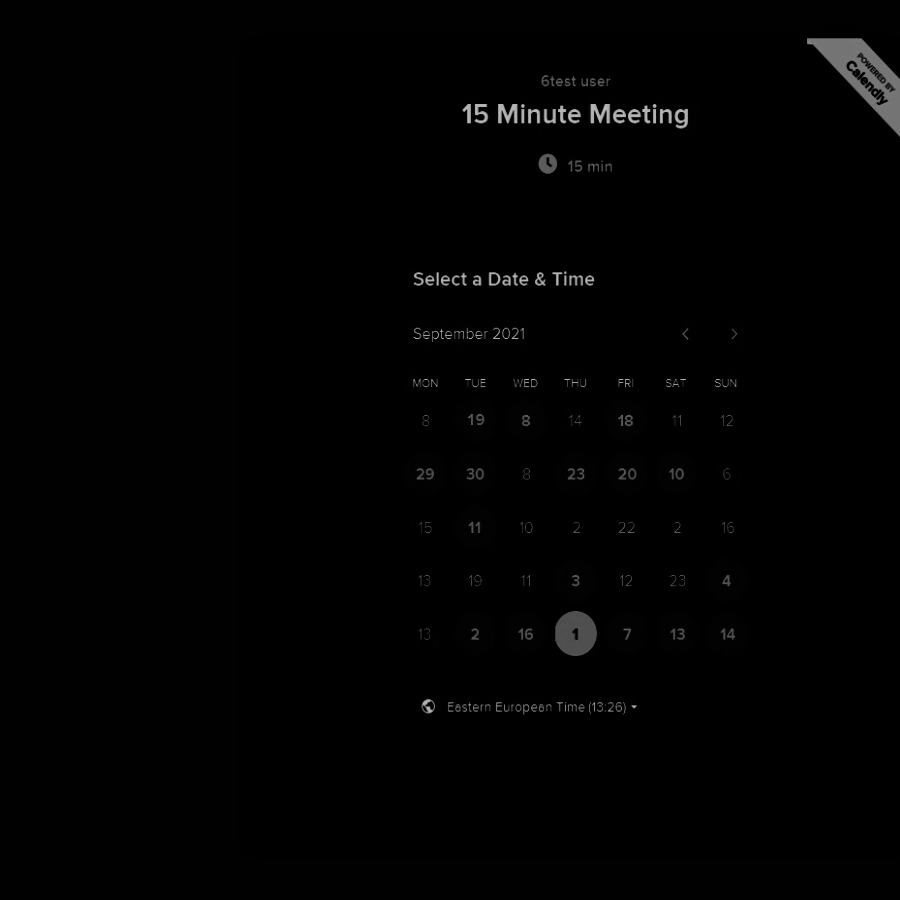 POWERED BY
Calendly
6test user
15 Minute Meeting
15 min
Select a Date & Time
September 2021
MON TUE WED THU FRI SAT SUN
8 19 8 14 18 11 12
29 30 8 23 20 10 6
15 11 10 2 22 2 16
13 19 11 3 12 23 4
13 2 16 1 7 13 14
Eastern European Time (13:26)